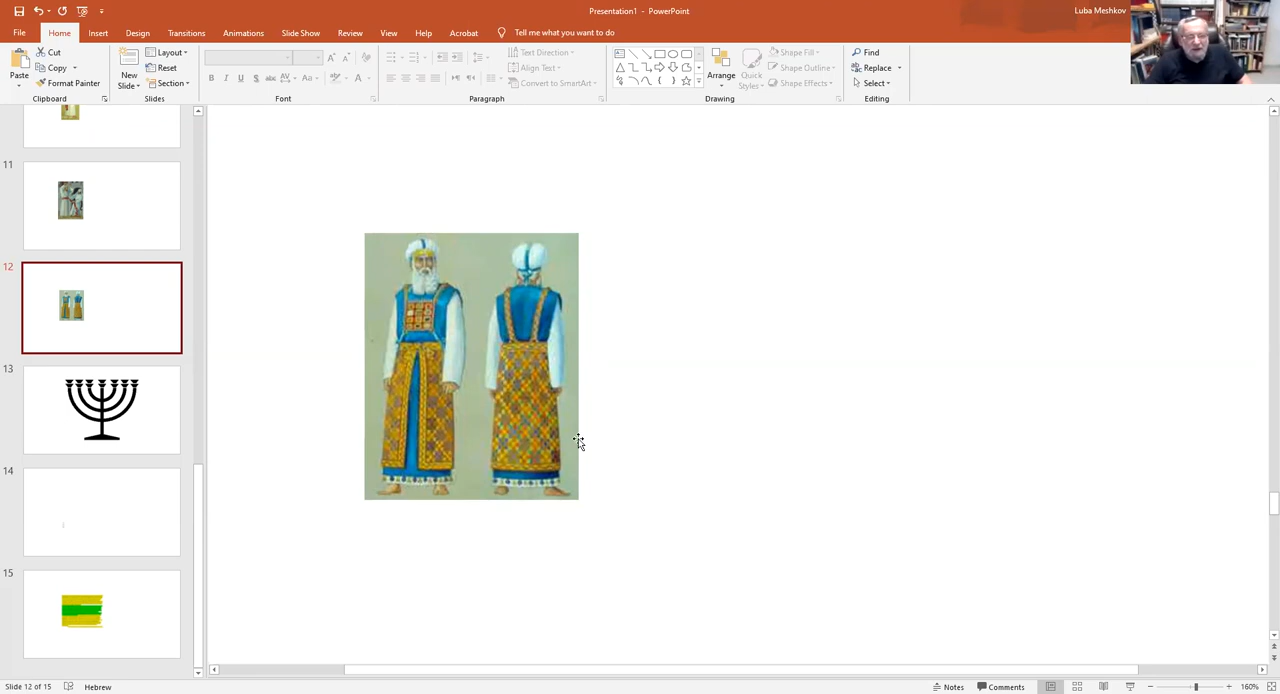 Presentation1 - PowerPoint
Luba Meshkov
File Home Insert Design Transitions Animations Slide Show Review View Help Acrobat Tell me what you want to do
Paste
Cut
Copy
Format Painter
Clipboard
New
Slide
Layout
Reset
Section
Slides
B I U S abc AV Aa A
Font
Text Direction
Align Text
Convert to SmartArt
Paragraph
Arrange
Quick
Styles
Shape Fill
Shape Outline
Shape Effects
Drawing
Find
Replace
Select
Editing
11
12
13
14
15
Slide 12 of 15 Hebrew
Notes Comments
160%